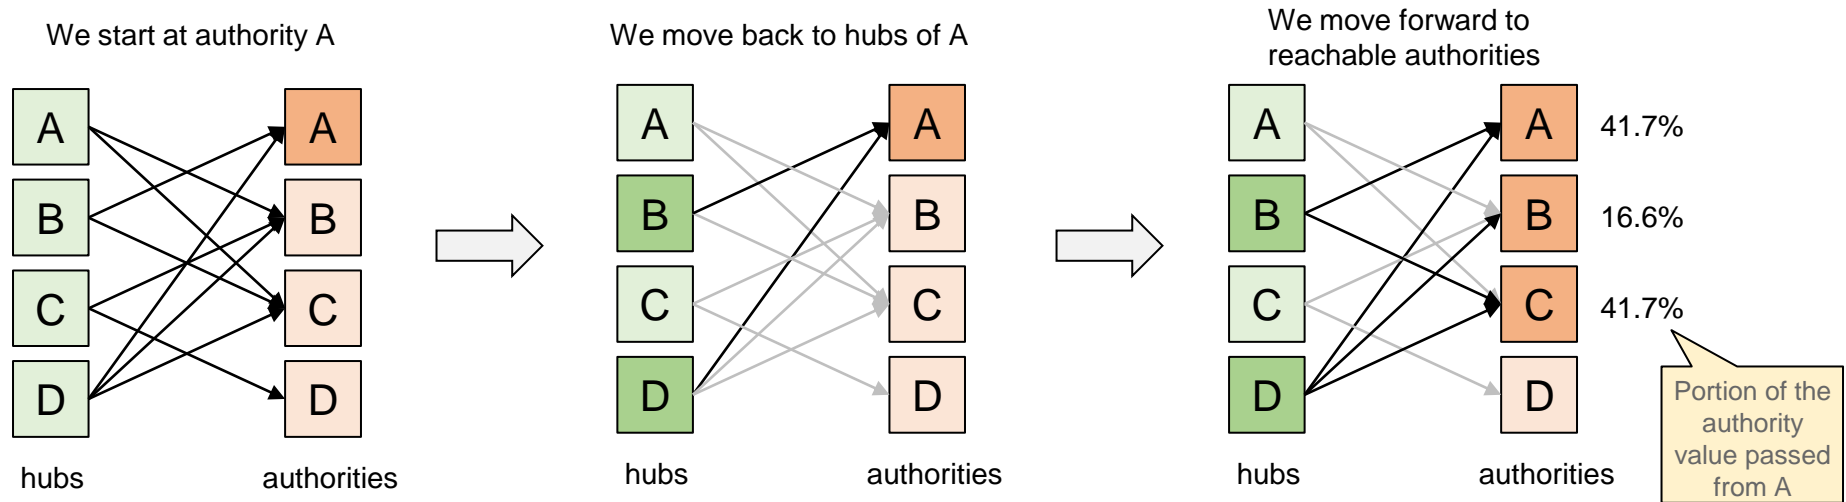 We start at authority A
A
A
B
B
C
C
D
D
hubs
authorities
We move back to hubs of A
A
A
B
B
C
C
D
D
hubs
authorities
We move forward to
reachable authorities
A
A
41.7%
B
B
16.6%
C
C
41.7%
D
D
hubs
authorities
Portion of the
authority
value passed
from A